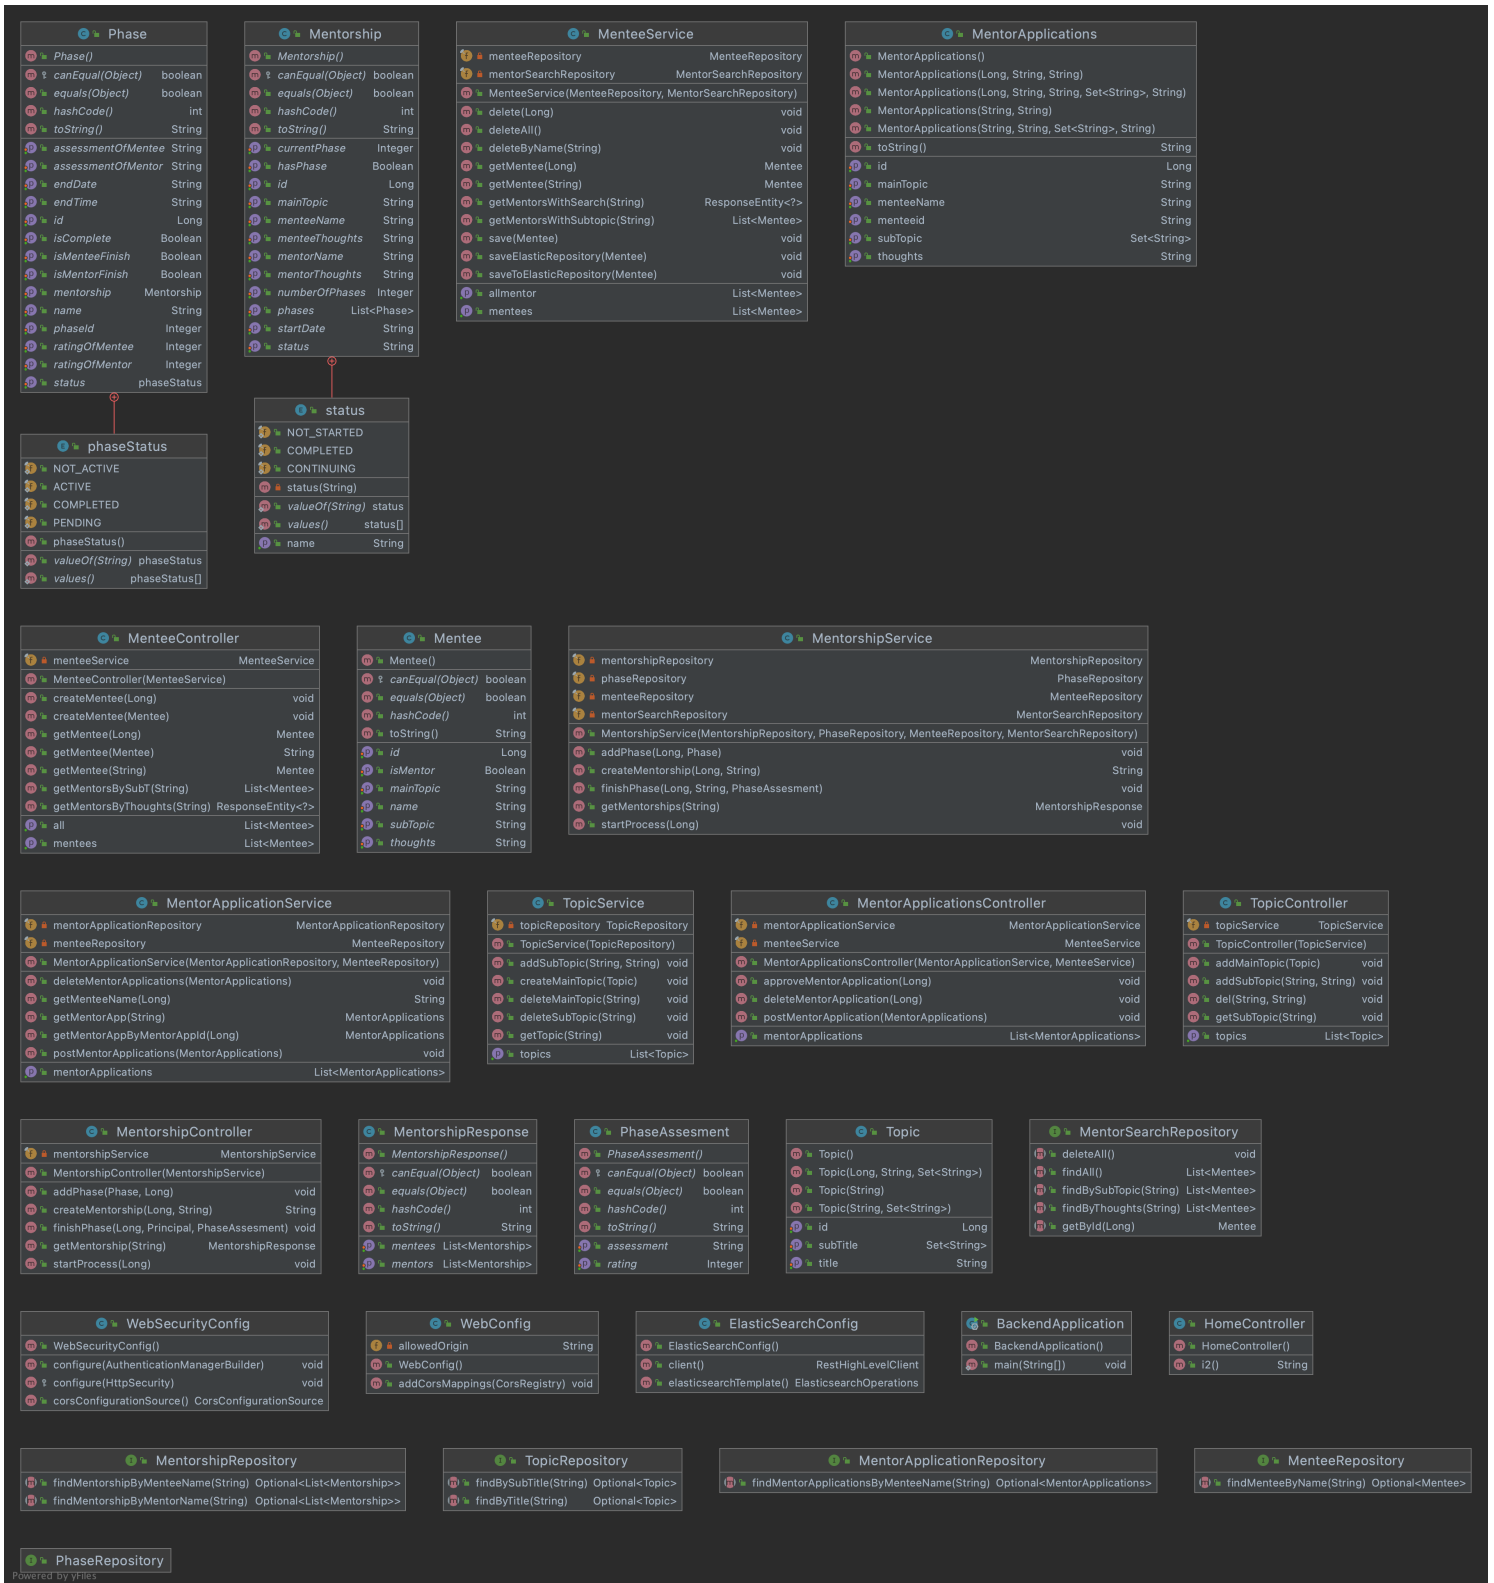 Phase
Phase()
canEqual(Object) boolean
equals(Object) boolean
hashCode() int
toString() String
assessmentOfMentee String
assessmentOfMentor String
endDate String
endTime String
id Long
isComplete Boolean
isMenteeFinish Boolean
isMentorFinish Boolean
mentorship Mentorship
name String
phaseId Integer
ratingOfMentee Integer
ratingOfMentor Integer
status phaseStatus
Mentorship
Mentorship()
canEqual(Object) boolean
equals(Object) boolean
hashCode() int
toString() String
currentPhase Integer
hasPhase Boolean
id Long
mainTopic String
menteeName String
menteeThoughts String
mentorName String
mentorThoughts String
numberOfPhases Integer
phases List<Phase>
startDate String
status String
MenteeService
menteeRepository MenteeRepository
mentorSearchRepository MentorSearchRepository
MenteeService(MenteeRepository, MentorSearchRepository)
delete(Long) void
deleteAll() void
deleteByName(String) void
getMentee(Long) Mentee
getMentee(String) Mentee
getMentorsWithSearch(String) ResponseEntity<?>
getMentorsWithSubtopic(String) List<Mentee>
save(Mentee) void
saveElasticRepository(Mentee) void
saveToElasticRepository(Mentee) void
allmentor List<Mentee>
mentees List<Mentee>
MentorApplications
MentorApplications()
MentorApplications(Long, String, String)
MentorApplications(Long, String, String, Set<String>, String)
MentorApplications(String, String)
MentorApplications(String, String, Set<String>, String)
toString() String
id Long
mainTopic String
menteeName String
menteeid String
subTopic Set<String>
thoughts String
phaseStatus
NOT_ACTIVE
ACTIVE
COMPLETED
PENDING
phaseStatus()
valueOf(String) phaseStatus
values() phaseStatus[]
status
NOT_STARTED
COMPLETED
CONTINUING
status(String)
valueOf(String) status
values() status[]
name String
MenteeController
menteeService MenteeService
MenteeController(MenteeService)
createMentee(Long) void
createMentee(Mentee) void
getMentee(Long) Mentee
getMentee(Mentee) String
getMentee(String) Mentee
getMentorsBySubT(String) List<Mentee>
getMentorsByThoughts(String) ResponseEntity<?>
all List<Mentee>
mentees List<Mentee>
Mentee
Mentee()
canEqual(Object) boolean
equals(Object) boolean
hashCode() int
toString() String
id Long
isMentor Boolean
mainTopic String
name String
subTopic String
thoughts String
MentorshipService
mentorshipRepository MentorshipRepository
phaseRepository PhaseRepository
menteeRepository MenteeRepository
mentorSearchRepository MentorSearchRepository
MentorshipService(MentorshipRepository, PhaseRepository, MenteeRepository, MentorSearchRepository)
addPhase(Long, Phase) void
createMentorship(Long, String) String
finishPhase(Long, String, PhaseAssesment) void
getMentorships(String) MentorshipResponse
startProcess(Long) void
MentorApplicationService
mentorApplicationRepository MentorApplicationRepository
menteeRepository MenteeRepository
MentorApplicationService(MentorApplicationRepository, MenteeRepository)
deleteMentorApplications(MentorApplications) void
getMenteeName(Long) String
getMentorApp(String) MentorApplications
getMentorAppByMentorAppId(Long) MentorApplications
postMentorApplications(MentorApplications) void
mentorApplications List<MentorApplications>
TopicService
topicRepository TopicRepository
TopicService(TopicRepository)
addSubTopic(String, String) void
createMainTopic(Topic) void
deleteMainTopic(String) void
deleteSubTopic(String) void
getTopic(String) void
topics List<Topic>
MentorApplicationsController
mentorApplicationService MentorApplicationService
menteeService MenteeService
MentorApplicationsController(MentorApplicationService, MenteeService)
approveMentorApplication(Long) void
deleteMentorApplication(Long) void
postMentorApplication(MentorApplications) void
mentorApplications List<MentorApplications>
TopicController
topicService TopicService
TopicController(TopicService)
addMainTopic(Topic) void
addSubTopic(String, String) void
del(String, String) void
getSubTopic(String) void
topics List<Topic>
MentorshipController
mentorshipService MentorshipService
MentorshipController(MentorshipService)
addPhase(Phase, Long) void
createMentorship(Long, String) String
finishPhase(Long, Principal, PhaseAssesment) void
getMentorship(String) MentorshipResponse
startProcess(Long) void
MentorshipResponse
MentorshipResponse()
canEqual(Object) boolean
equals(Object) boolean
hashCode() int
toString() String
mentees List<Mentorship>
mentors List<Mentorship>
PhaseAssesment
PhaseAssesment()
canEqual(Object) boolean
equals(Object) boolean
hashCode() int
toString() String
assessment String
rating Integer
Topic
Topic()
Topic(Long, String, Set<String>)
Topic(String)
Topic(String, Set<String>)
id Long
subTitle Set<String>
title String
MentorSearchRepository
deleteAll() void
findAll() List<Mentee>
findBySubTopic(String) List<Mentee>
findByThoughts(String) List<Mentee>
getById(Long) Mentee
WebSecurityConfig
WebSecurityConfig()
configure(AuthenticationManagerBuilder) void
configure(HttpSecurity) void
corsConfigurationSource() CorsConfigurationSource
WebConfig
allowedOrigin String
WebConfig()
addCorsMappings(CorsRegistry) void
ElasticSearchConfig
ElasticSearchConfig()
client() RestHighLevelClient
elasticsearchTemplate() ElasticsearchOperations
BackendApplication
BackendApplication()
main(String[]) void
HomeController
HomeController()
i2() String
MentorshipRepository
findMentorshipByMenteeName(String) Optional<List<Mentorship>>
findMentorshipByMentorName(String) Optional<List<Mentorship>>
TopicRepository
findBySubTitle(String) Optional<Topic>
findByTitle(String) Optional<Topic>
MentorApplicationRepository
findMentorApplicationsByMenteeName(String) Optional<MentorApplications>
MenteeRepository
findMenteeByName(String) Optional<Mentee>
PhaseRepository
Powered by yFiles